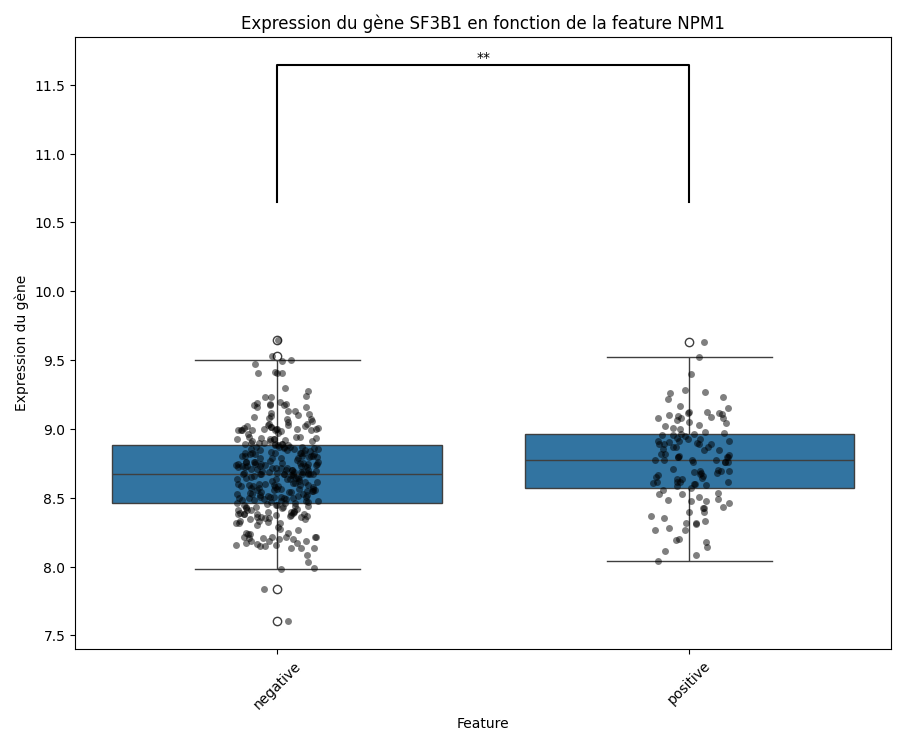 Expression du gène SF3B1 en fonction de la feature NPM1
**
11.5
11.0
10.5
10.0
9.5
9.0
8.5
8.0
7.5
Expression du gène
negative
positive
Feature